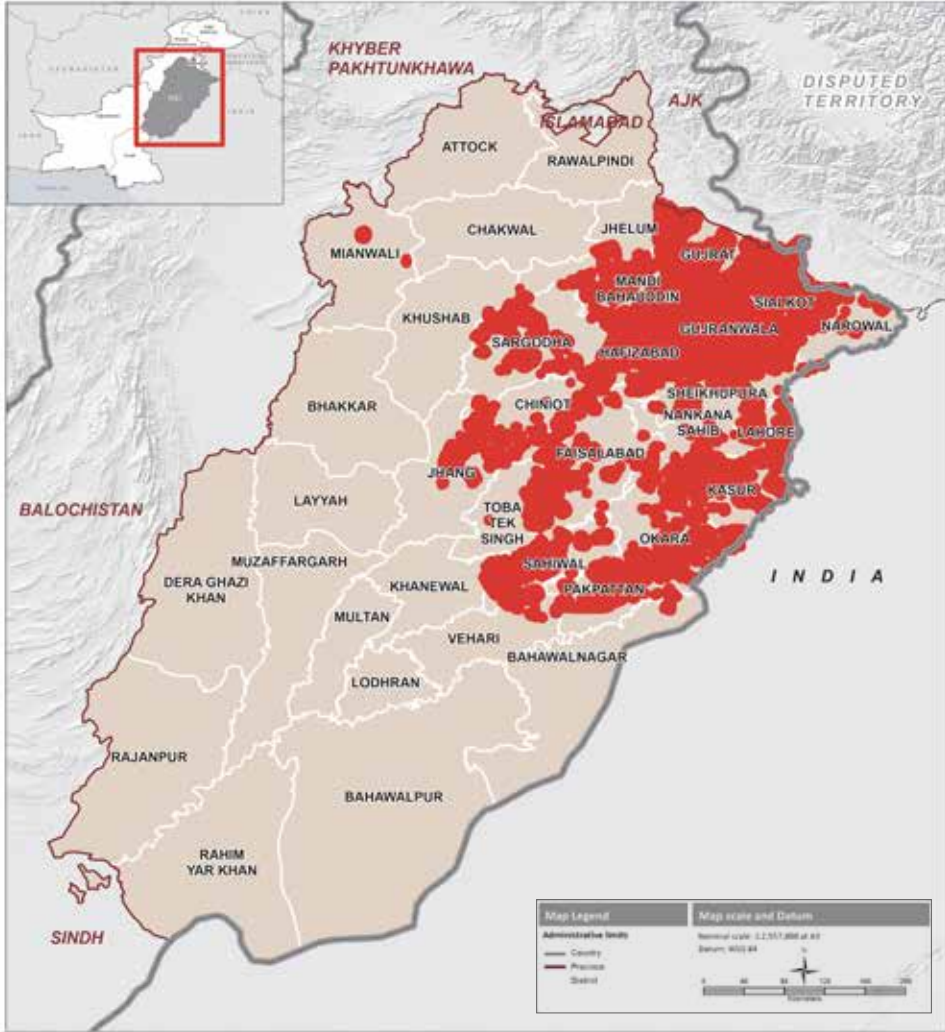 KHYBER
PAKHTUNKHAWA
DISPUTED
TERRITORY
AJK
ISLAMABAD
ATTOCK
RAWALPINDI
CHAKWAL
JHELUM
MIANWALI
GUJRAT
MANDI
BAHAUDDIN
SIALKOT
KHUSHAB
NAROWAL
GUJRANWALA
SARGODHA
HAFIZABAD
BHAKKAR
CHINIOT
SHEIKHUPURA
NANKANA
SAHIB
LAHORE
FAISALABAD
JHANG
KASUR
LAYYAH
BALOCHISTAN
TOBA
TEK
SINGH
OKARA
MUZAFFARGARH
SAHIWAL
DERA GHAZI
KHAN
KHANEWAL
PAKPATTAN
INDIA
MULTAN
VEHARI
BAHAWALNAGAR
LODHRAN
RAJANPUR
BAHAWALPUR
RAHIM
YAR KHAN
SINDH
Map Legend
Administrative limits
Country
Province
District
Map scale and Datum
Kilometers